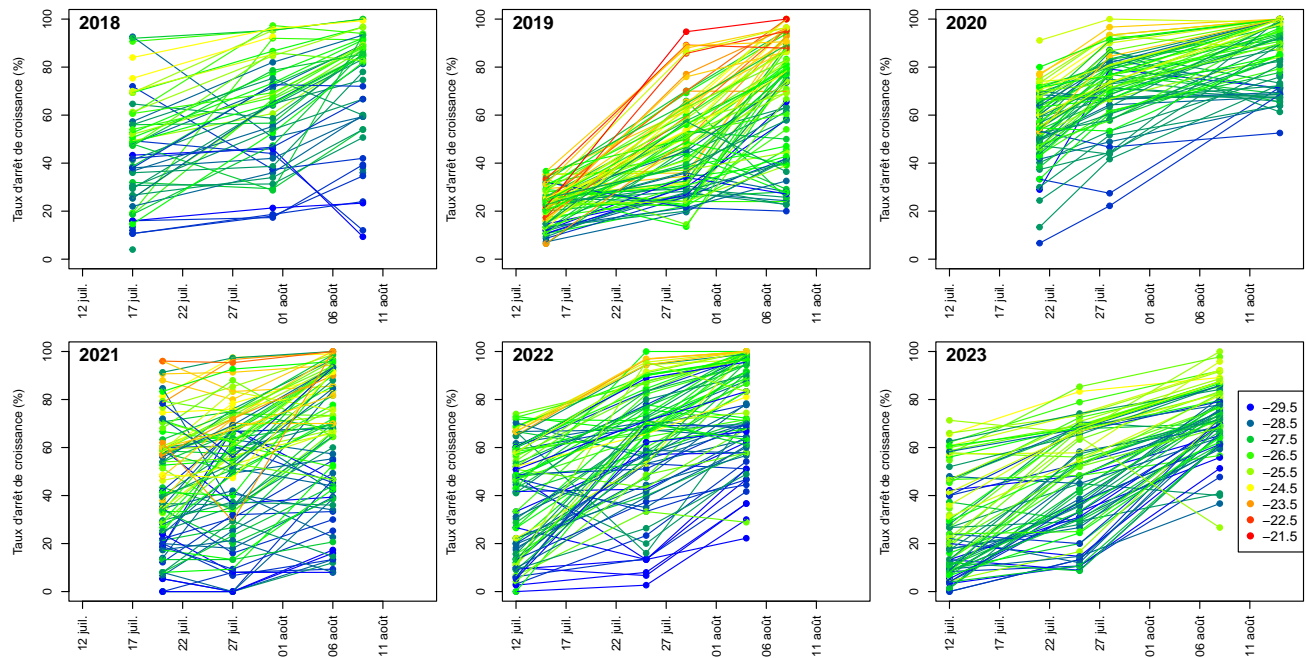 2018
Taux d'arrêt de croissance (%)
0
20
40
60
80
100
12 juil.
17 juil.
22 juil.
27 juil.
01 août
06 août
11 août
2019
Taux d'arrêt de croissance (%)
0
20
40
60
80
100
12 juil.
17 juil.
22 juil.
27 juil.
01 août
06 août
11 août
2020
Taux d'arrêt de croissance (%)
0
20
40
60
80
100
12 juil.
17 juil.
22 juil.
27 juil.
01 août
06 août
11 août
2021
Taux d'arrêt de croissance (%)
0
20
40
60
80
100
12 juil.
17 juil.
22 juil.
27 juil.
01 août
06 août
11 août
2022
Taux d'arrêt de croissance (%)
0
20
40
60
80
100
12 juil.
17 juil.
22 juil.
27 juil.
01 août
06 août
11 août
2023
Taux d'arrêt de croissance (%)
0
20
40
60
80
100
12 juil.
17 juil.
22 juil.
27 juil.
01 août
06 août
11 août
−29.5
−28.5
−27.5
−26.5
−25.5
−24.5
−23.5
−22.5
−21.5